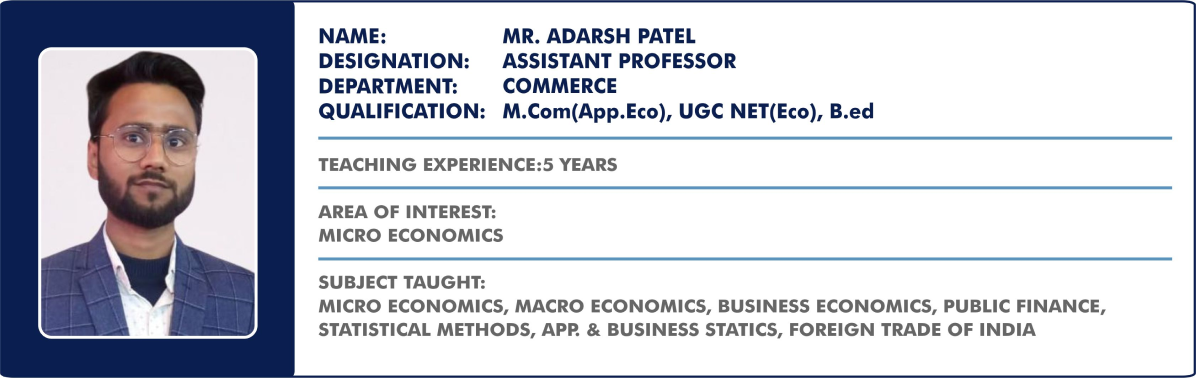 NAME: MR. ADARSH PATEL
DESIGNATION: ASSISTANT PROFESSOR
DEPARTMENT: COMMERCE
QUALIFICATION: M.Com(App.Eco), UGC NET(Eco), B.ed
TEACHING EXPERIENCE:5 YEARS
AREA OF INTEREST:
MICRO ECONOMICS
SUBJECT TAUGHT:
MICRO ECONOMICS, MACRO ECONOMICS, BUSINESS ECONOMICS, PUBLIC FINANCE,
STATISTICAL METHODS, APP. & BUSINESS STATICS, FOREIGN TRADE OF INDIA